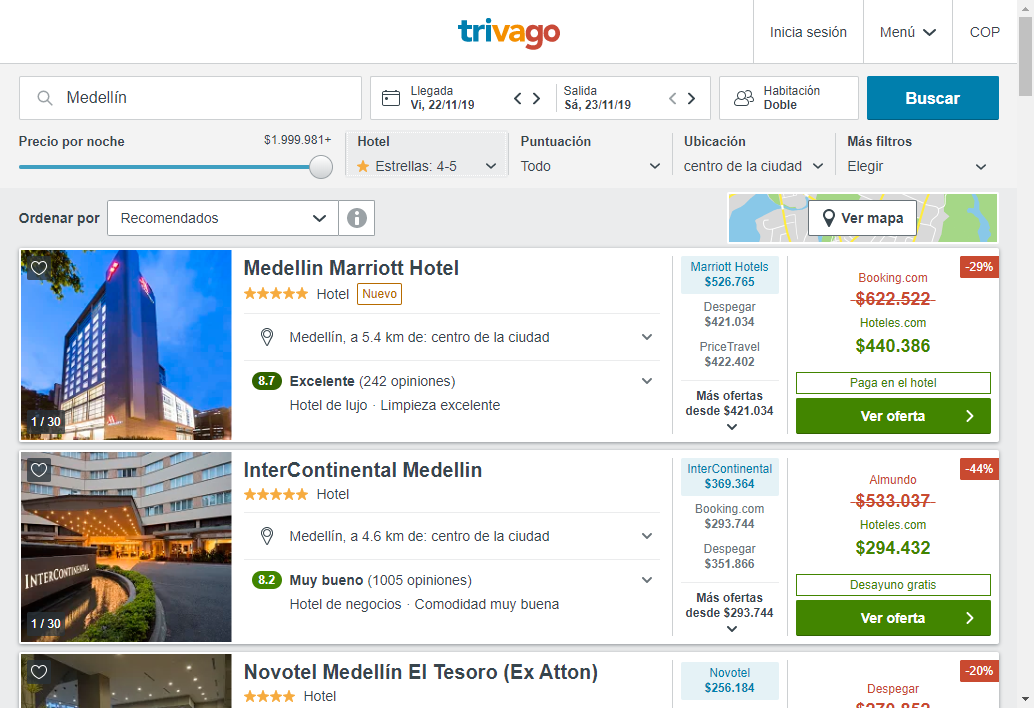 trivago
Inicia sesión
Menú
COP
Medellín
Llegada
Vi, 22/11/19
Salida
Sá, 23/11/19
Habitación
Doble
Buscar
Precio por noche
$1.999.981+
Hotel
Estrellas: 4-5
Puntuación
Todo
Ubicación
centro de la ciudad
Más filtros
Elegir
Ordenar por
Recomendados
Ver mapa
Medellin Marriott Hotel
Hotel
Nuevo
Medellín, a 5.4 km de: centro de la ciudad
8.7 Excelente (242 opiniones)
Hotel de lujo · Limpieza excelente
1 / 30
Marriott Hotels
$526.765
Despegar
$421.034
PriceTravel
$422.402
Más ofertas
desde $421.034
-29%
Booking.com
$622.522
Hoteles.com
$440.386
Paga en el hotel
Ver oferta
InterContinental Medellin
Hotel
Medellín, a 4.6 km de: centro de la ciudad
8.2 Muy bueno (1005 opiniones)
Hotel de negocios · Comodidad muy buena
INTERCONTINENTAL
1 / 30
InterContinental
$369.364
Booking.com
$293.744
Despegar
$351.866
Más ofertas
desde $293.744
-44%
Almundo
$533.037
Hoteles.com
$294.432
Desayuno gratis
Ver oferta
Novotel Medellín El Tesoro (Ex Atton)
Hotel
Novotel
$256.184
-20%
Despegar